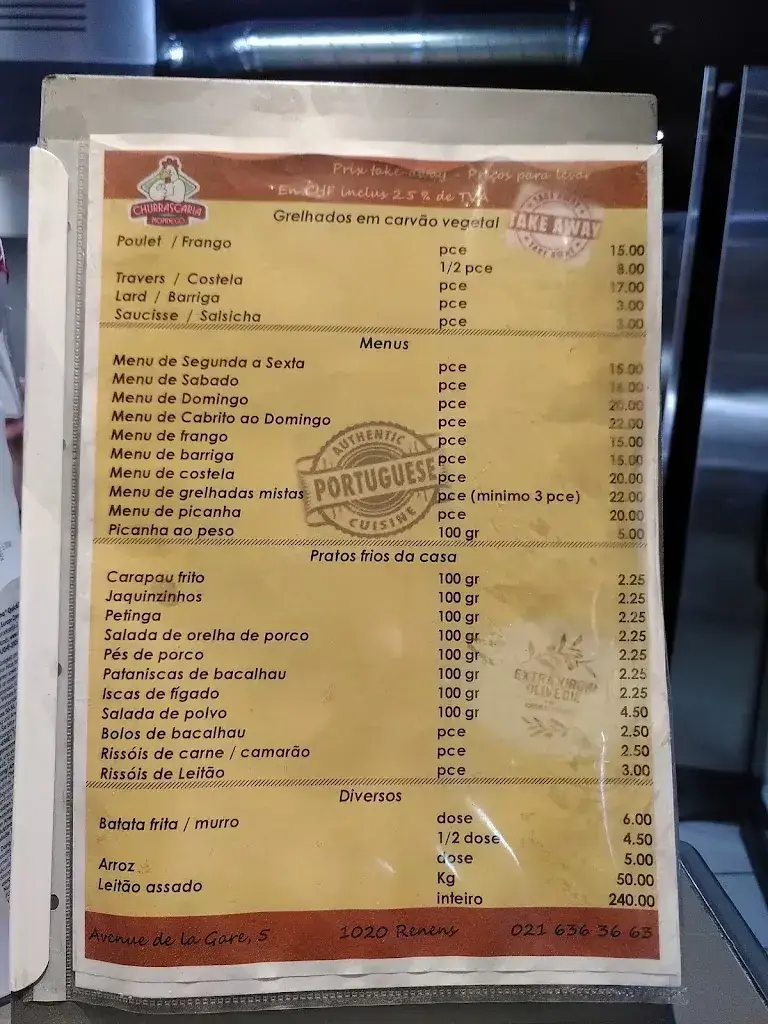 Prix take-away - Preços para levar
En CHF inclus 2.5 % de TVA
CHURRASCARIA
MONDEGO
TAKE AWAY
TAKE AWAY
TAKE AWAY
Grelhados em carvão vegetal
Poulet / Frango pce 15.00
1/2 pce 8.00
Travers / Costela pce 17.00
Lard / Barriga pce 3.00
Saucisse / Salsicha pce 3.00
Menus
Menu de Segunda a Sexta pce 15.00
Menu de Sabado pce 16.00
Menu de Domingo pce 20.00
Menu de Cabrito ao Domingo pce 22.00
Menu de frango pce 15.00
Menu de barriga pce 15.00
Menu de costela pce 20.00
Menu de grelhadas mistas pce (minimo 3 pce) 22.00
Menu de picanha pce 20.00
Picanha ao peso 100 gr 5.00
AUTHENTIC
PORTUGUESE
CUISINE
Pratos frios da casa
Carapau frito 100 gr 2.25
Jaquinzinhos 100 gr 2.25
Petinga 100 gr 2.25
Salada de orelha de porco 100 gr 2.25
Pés de porco 100 gr 2.25
Pataniscas de bacalhau 100 gr 2.25
Iscas de fígado 100 gr 2.25
Salada de polvo 100 gr 4.50
Bolos de bacalhau pce 2.50
Rissóis de carne / camarão pce 2.50
Rissóis de Leitão pce 3.00
EXTRA VIRGIN
OLIVE OIL
Diversos
Batata frita / murro dose 6.00
1/2 dose 4.50
Arroz dose 5.00
Leitão assado Kg 50.00
inteiro 240.00
Avenue de la Gare, 5 1020 Renens 021 636 36 63